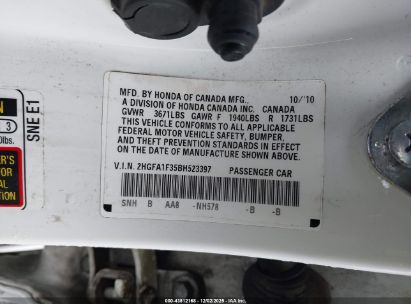 MFD. BY HONDA OF CANADA MFG., 10/10
A DIVISION OF HONDA CANADA INC. CANADA
GVWR 3671LBS GAWR F 1940LBS R 1731LBS
THIS VEHICLE CONFORMS TO ALL APPLICABLE
FEDERAL MOTOR VEHICLE SAFETY, BUMPER,
AND THEFT PREVENTION STANDARDS IN EFFECT
ON THE DATE OF MANUFACTURE SHOWN ABOVE.
V.I.N. 2HGFA1F35BH523397 PASSENGER CAR
SNH B AA8 -NH578 -B -B
SNE E1
3
0lbs.